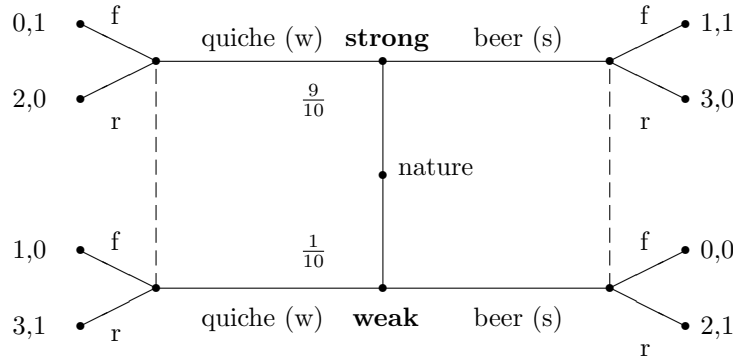 0,1 f f 1,1
quiche (w) strong beer (s)
2,0 r 9/10 r 3,0
nature
1,0 f 1/10 f 0,0
quiche (w) weak beer (s)
3,1 r r 2,1